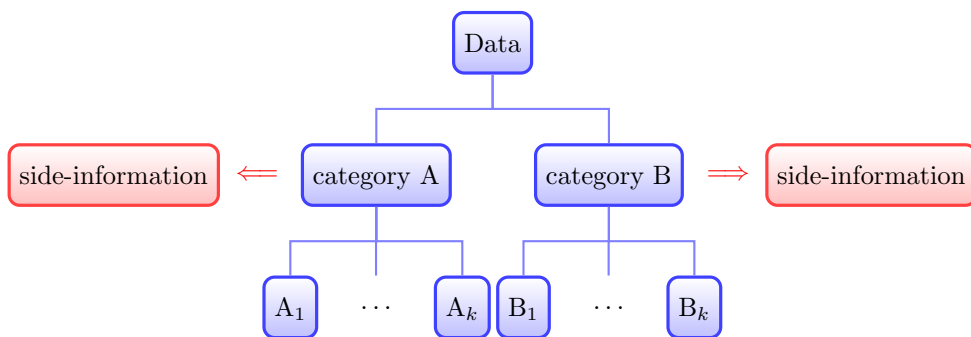 Data
side-information ⟸ category A category B ⟹ side-information
A₁ ⋯ Aₖ B₁ ⋯ Bₖ